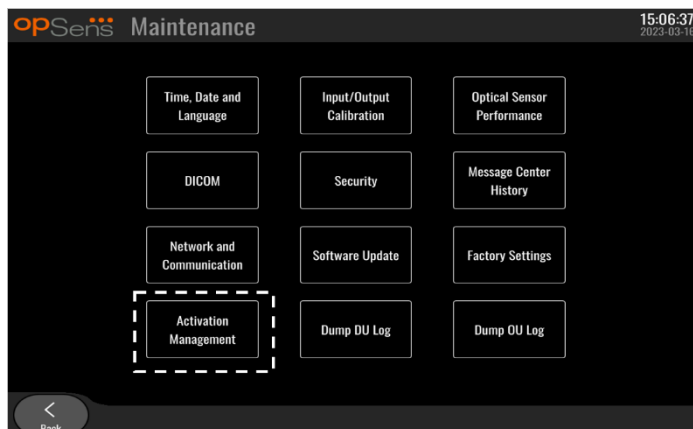 opSens Maintenance
15:06:37
2023-03-16
Time, Date and
Language
Input/Output
Calibration
Optical Sensor
Performance
DICOM
Security
Message Center
History
Network and
Communication
Software Update
Factory Settings
Activation
Management
Dump DU Log
Dump OU Log
Back